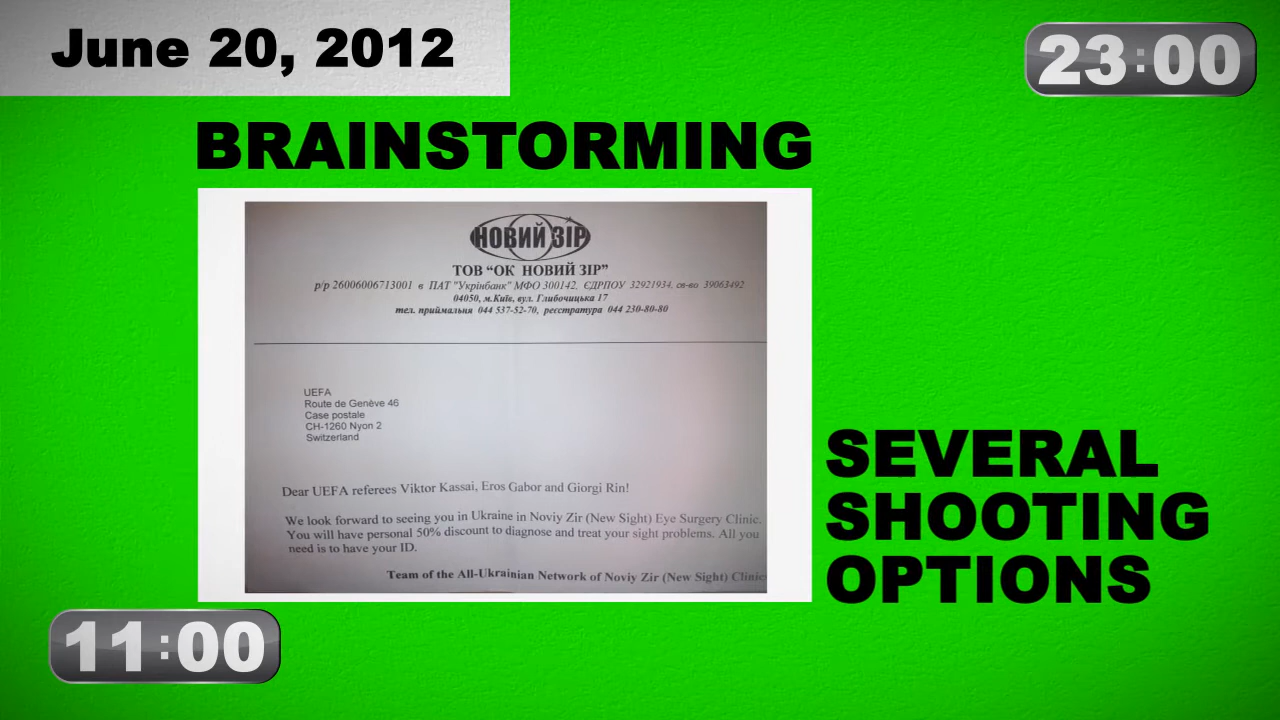 June 20, 2012
23:00
BRAINSTORMING
НОВИЙ ЗІР
ТОВ “ОК НОВИЙ ЗІР”
р/р 26006006713001 в ПАТ "Укрінбанк" МФО 300142, ЄДРПОУ 32921934, св-во 39063492
04050, м.Київ, вул. Глибочицька 17
тел. приймальня 044 537-52-70, реєстратура 044 230-80-80
UEFA
Route de Genève 46
Case postale
CH-1260 Nyon 2
Switzerland
Dear UEFA referees Viktor Kassai, Eros Gabor and Giorgi Rin!
We look forward to seeing you in Ukraine in Noviy Zir (New Sight) Eye Surgery Clinic.
You will have personal 50% discount to diagnose and treat your sight problems. All you
need is to have your ID.
Team of the All-Ukrainian Network of Noviy Zir (New Sight) Clinic
SEVERAL
SHOOTING
OPTIONS
11:00